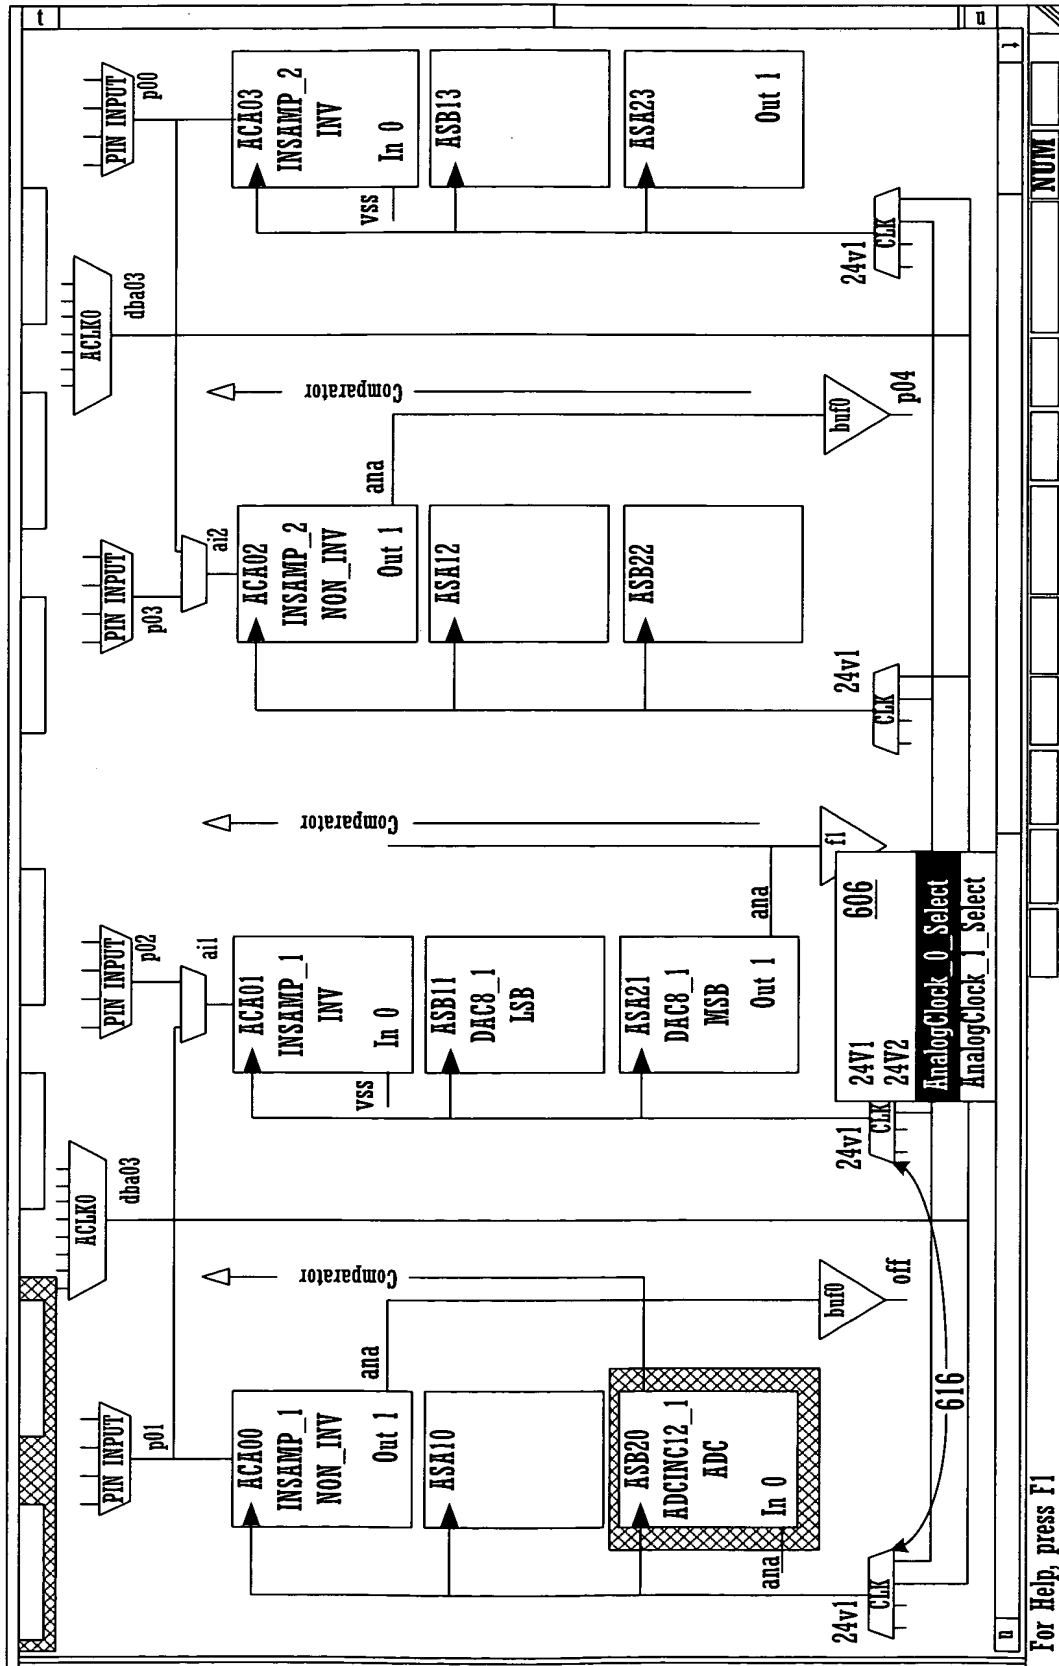 t
PIN INPUT
p01
ACLK0
dba03
PIN INPUT
p02
ai1
PIN INPUT
p03
ai2
ACLK0
dba03
PIN INPUT
p00
ACA00
INSAMP_1
NON_INV
Out 1
ana
Comparator
ACA01
INSAMP_1
INV
In 0
vss
Comparator
ACA02
INSAMP_2
NON_INV
Out 1
ana
Comparator
ACA03
INSAMP_2
INV
In 0
vss
ASA10
ASB11
DAC8_1
LSB
ASA12
ASB13
ASB20
ADCINC12_1
ADC
In 0
ana
ASA21
DAC8_1
MSB
Out 1
ana
ASB22
ASA23
Out 1
buf0
off
f1
buf0
p04
24v1
CLK
24v1
CLK
24v1
CLK
24v1
CLK
24V1
606
24V2
AnalogClock_0_Select
AnalogClock_1_Select
616
n
n
t
For Help, press F1
NUM